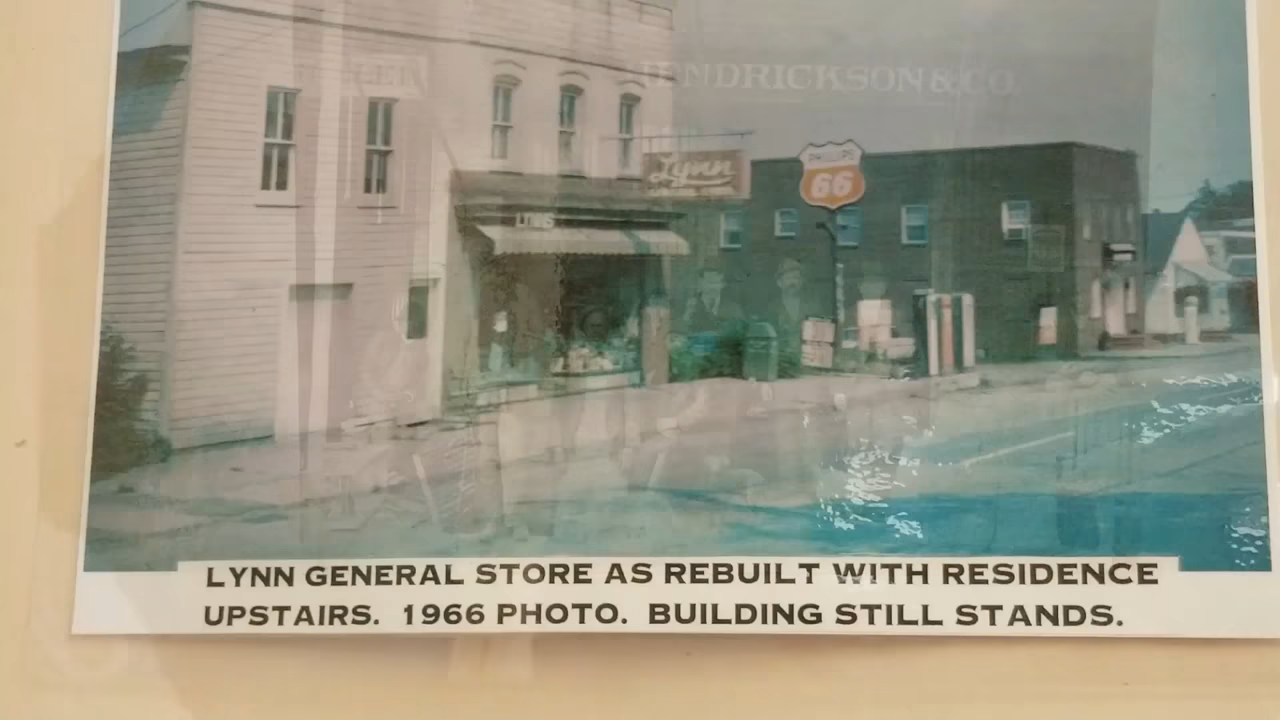 HENDRICKSON & CO.
Lynn
PHILLIPS
66
LYNN GENERAL STORE AS REBUILT WITH RESIDENCE
UPSTAIRS. 1966 PHOTO. BUILDING STILL STANDS.